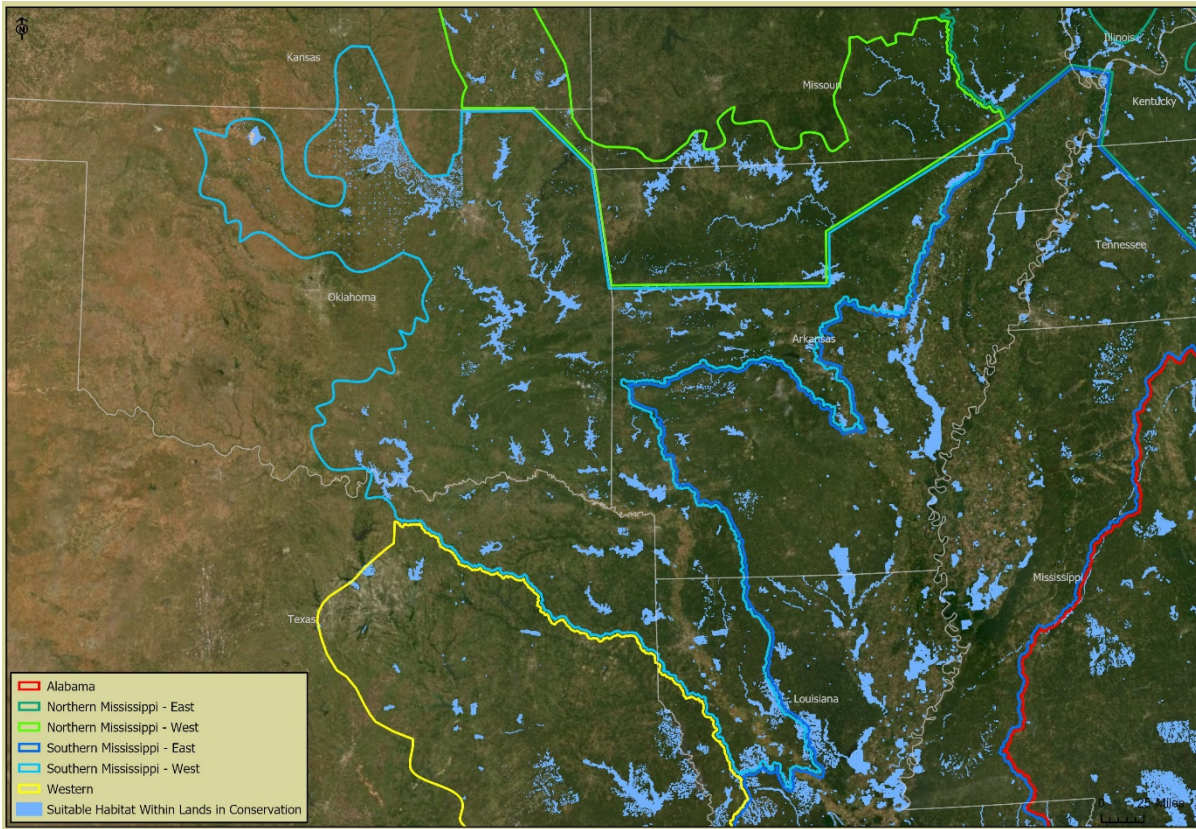 N
Kansas
Illinois
Missouri
Kentucky
Tennessee
Oklahoma
Arkansas
Mississippi
Texas
Louisiana
Alabama
Northern Mississippi - East
Northern Mississippi - West
Southern Mississippi - East
Southern Mississippi - West
Western
Suitable Habitat Within Lands in Conservation
0 25 Miles